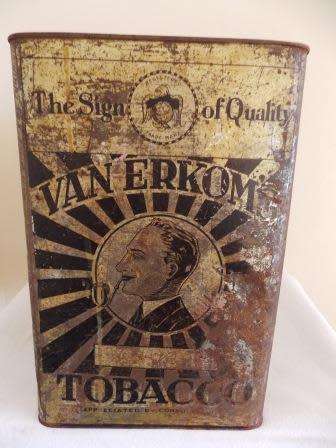 The Sign of Quality
VAN ERKOM'S
TOBACCO